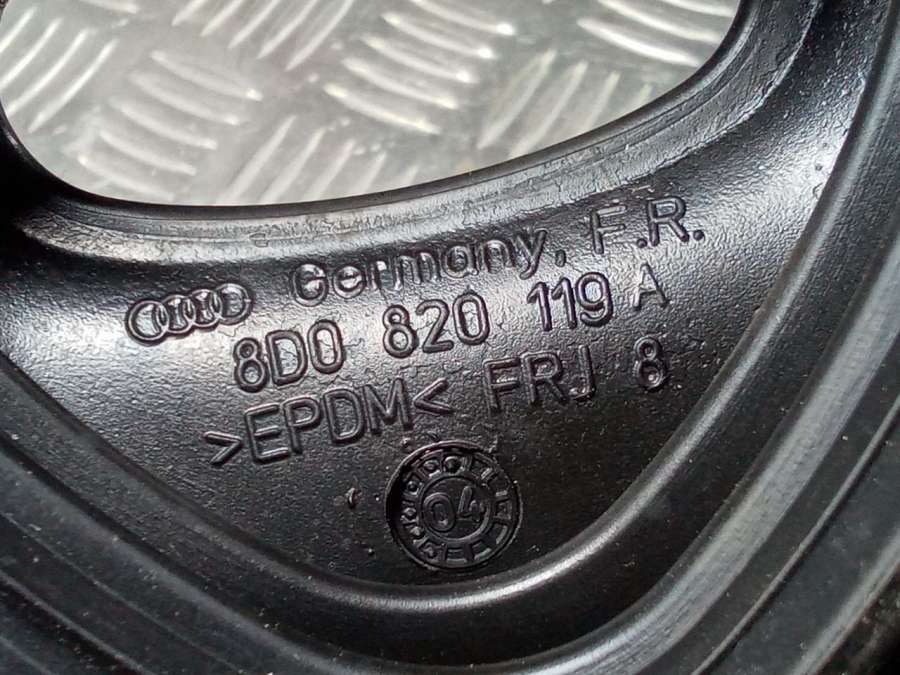 Germany. F.R.
8D0 820 119 A
>EPDM< FRJ 8
04